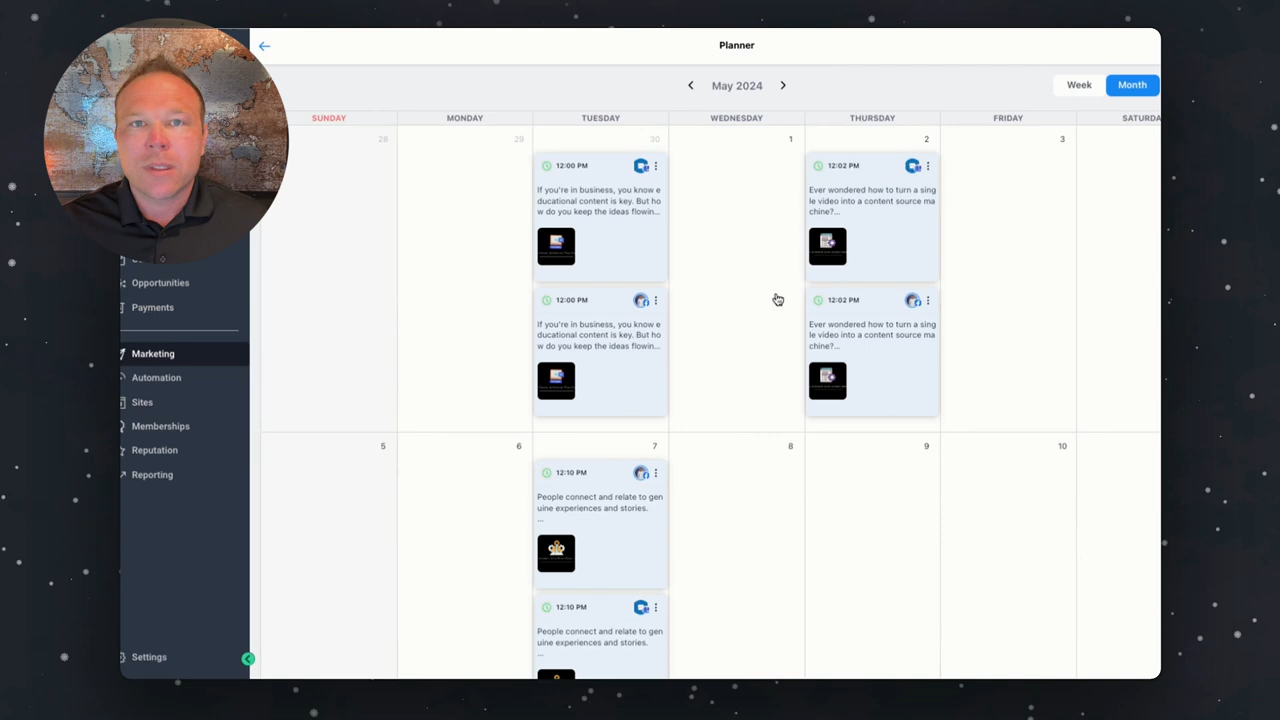 Planner
May 2024
Week
Month
SUNDAY
MONDAY
TUESDAY
WEDNESDAY
THURSDAY
FRIDAY
SATURDA
28
29
30
1
2
3
12:00 PM
If you're in business, you know e
ducational content is key. But ho
w do you keep the ideas flowin...
12:00 PM
If you're in business, you know e
ducational content is key. But ho
w do you keep the ideas flowin...
12:02 PM
Ever wondered how to turn a sing
le video into a content source ma
chine?...
12:02 PM
Ever wondered how to turn a sing
le video into a content source ma
chine?...
5
6
7
8
9
10
12:10 PM
People connect and relate to gen
uine experiences and stories.
...
12:10 PM
People connect and relate to gen
uine experiences and stories.
...
Opportunities
Payments
Marketing
Automation
Sites
Memberships
Reputation
Reporting
Settings